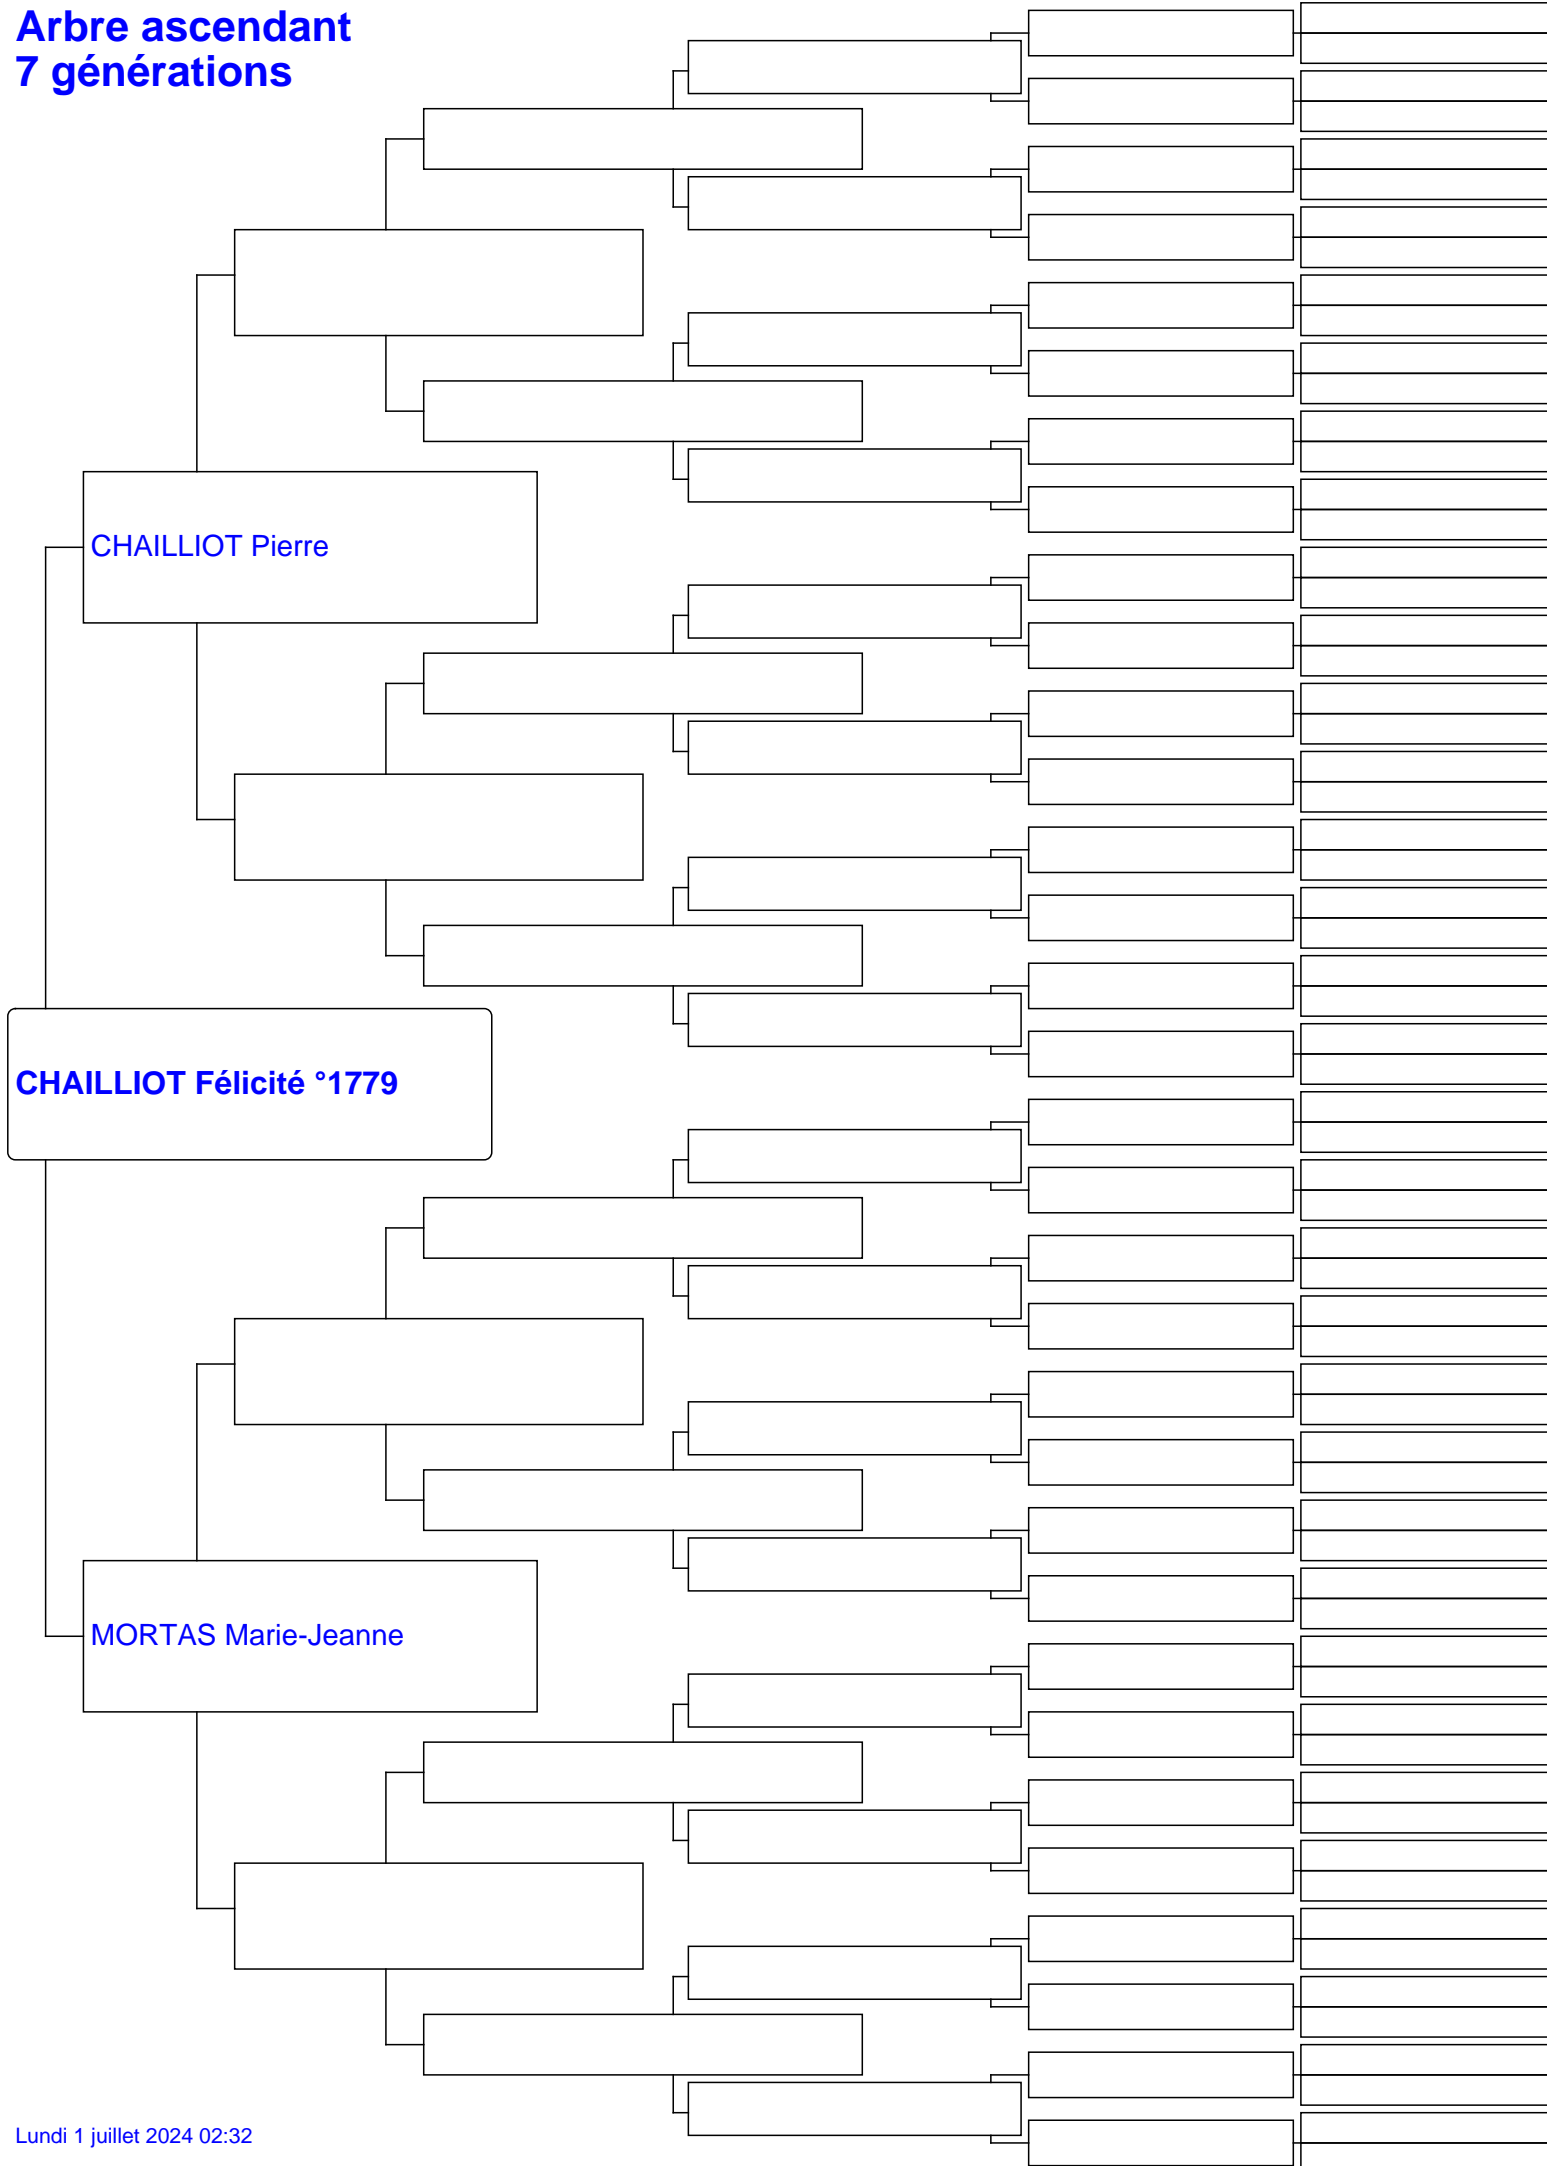 Arbre ascendant
7 générations
CHAILLIOT Pierre
CHAILLIOT Félicité °1779
MORTAS Marie-Jeanne
Lundi 1 juillet 2024 02:32